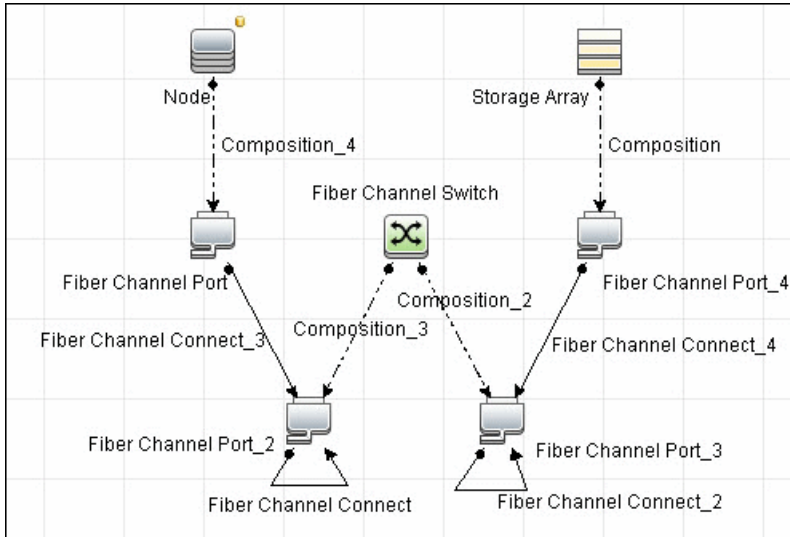 Node
Storage Array
Composition_4
Composition
Fiber Channel Switch
Fiber Channel Port
Fiber Channel Port_4
Composition_2
Composition_3
Fiber Channel Connect_3
Fiber Channel Connect_4
Fiber Channel Port_2
Fiber Channel Port_3
Fiber Channel Connect
Fiber Channel Connect_2